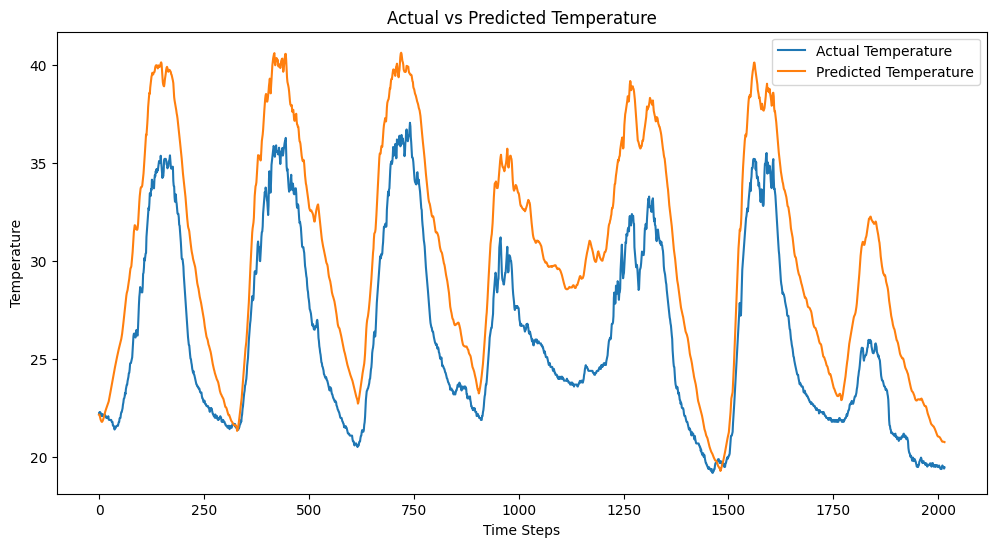 Actual vs Predicted Temperature
Actual Temperature
Predicted Temperature
Temperature
40
35
30
25
20
0 250 500 750 1000 1250 1500 1750 2000
Time Steps